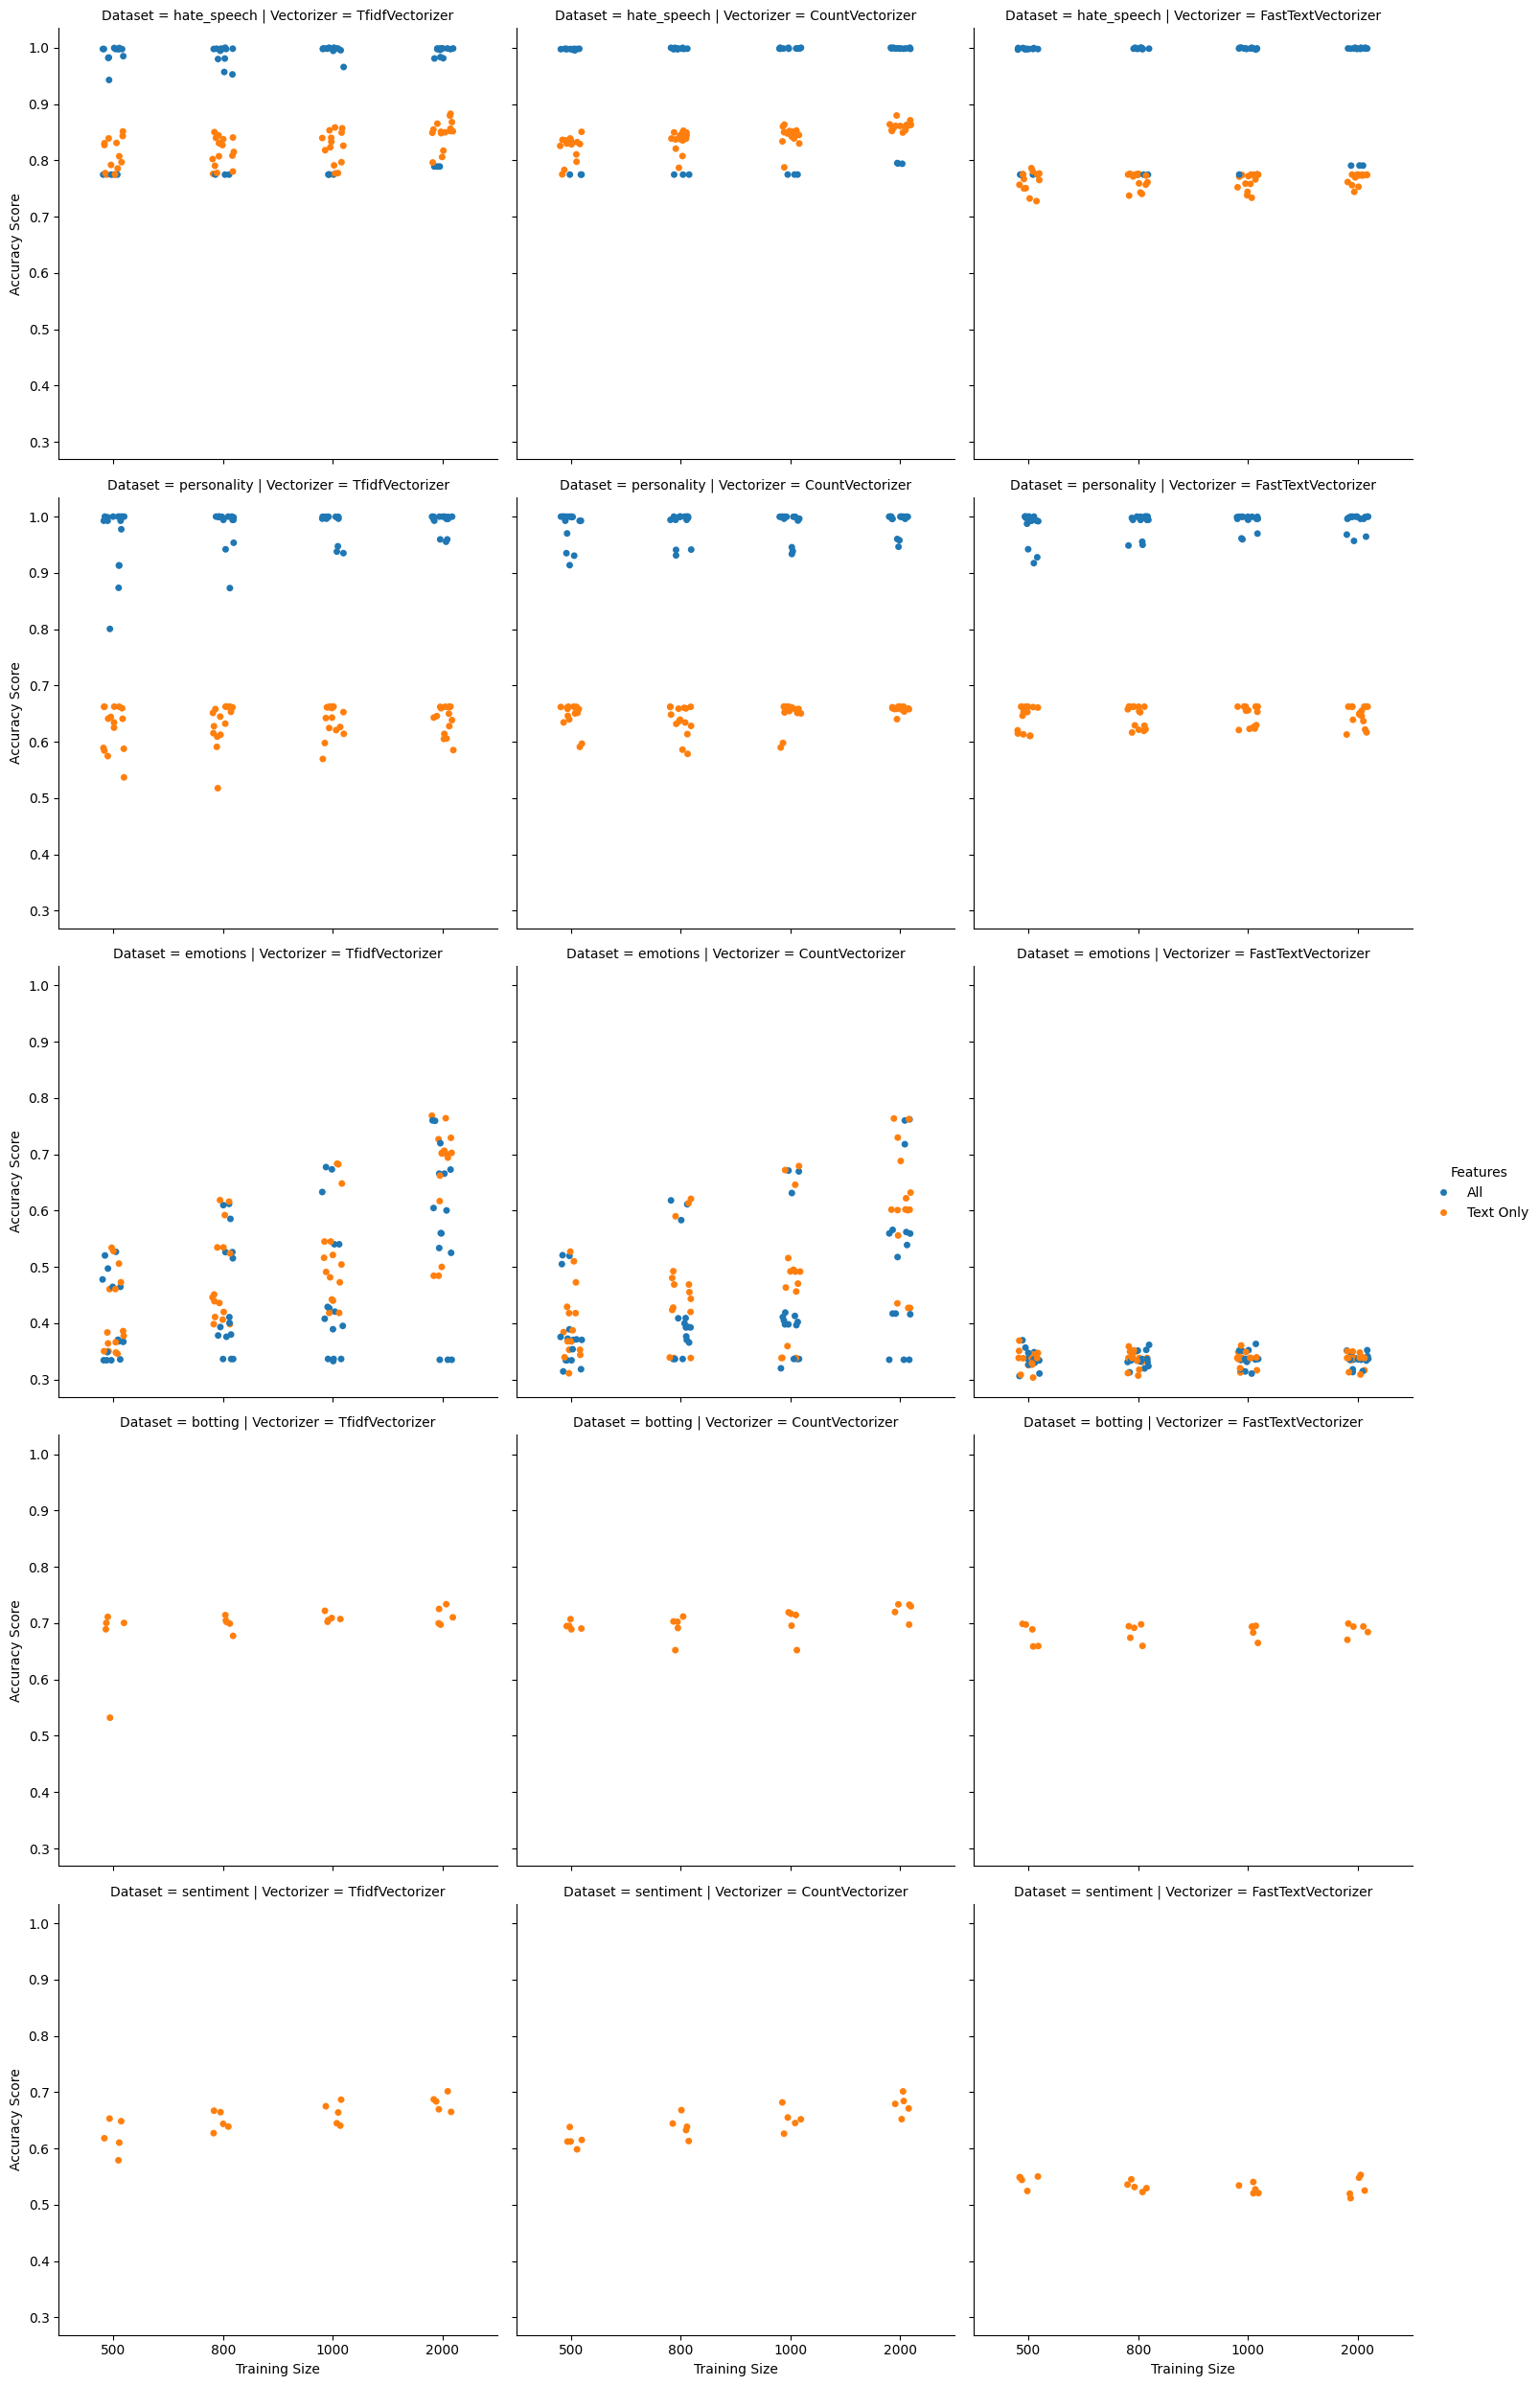 Dataset = hate_speech | Vectorizer = TfidfVectorizer
Dataset = hate_speech | Vectorizer = CountVectorizer
Dataset = hate_speech | Vectorizer = FastTextVectorizer
1.0
0.9
0.8
0.7
0.6
0.5
0.4
0.3
Accuracy Score
Dataset = personality | Vectorizer = TfidfVectorizer
Dataset = personality | Vectorizer = CountVectorizer
Dataset = personality | Vectorizer = FastTextVectorizer
1.0
0.9
0.8
0.7
0.6
0.5
0.4
0.3
Accuracy Score
Dataset = emotions | Vectorizer = TfidfVectorizer
Dataset = emotions | Vectorizer = CountVectorizer
Dataset = emotions | Vectorizer = FastTextVectorizer
1.0
0.9
0.8
0.7
0.6
0.5
0.4
0.3
Accuracy Score
Features
All
Text Only
Dataset = botting | Vectorizer = TfidfVectorizer
Dataset = botting | Vectorizer = CountVectorizer
Dataset = botting | Vectorizer = FastTextVectorizer
1.0
0.9
0.8
0.7
0.6
0.5
0.4
0.3
Accuracy Score
Dataset = sentiment | Vectorizer = TfidfVectorizer
Dataset = sentiment | Vectorizer = CountVectorizer
Dataset = sentiment | Vectorizer = FastTextVectorizer
1.0
0.9
0.8
0.7
0.6
0.5
0.4
0.3
Accuracy Score
500 800 1000 2000
Training Size
500 800 1000 2000
Training Size
500 800 1000 2000
Training Size